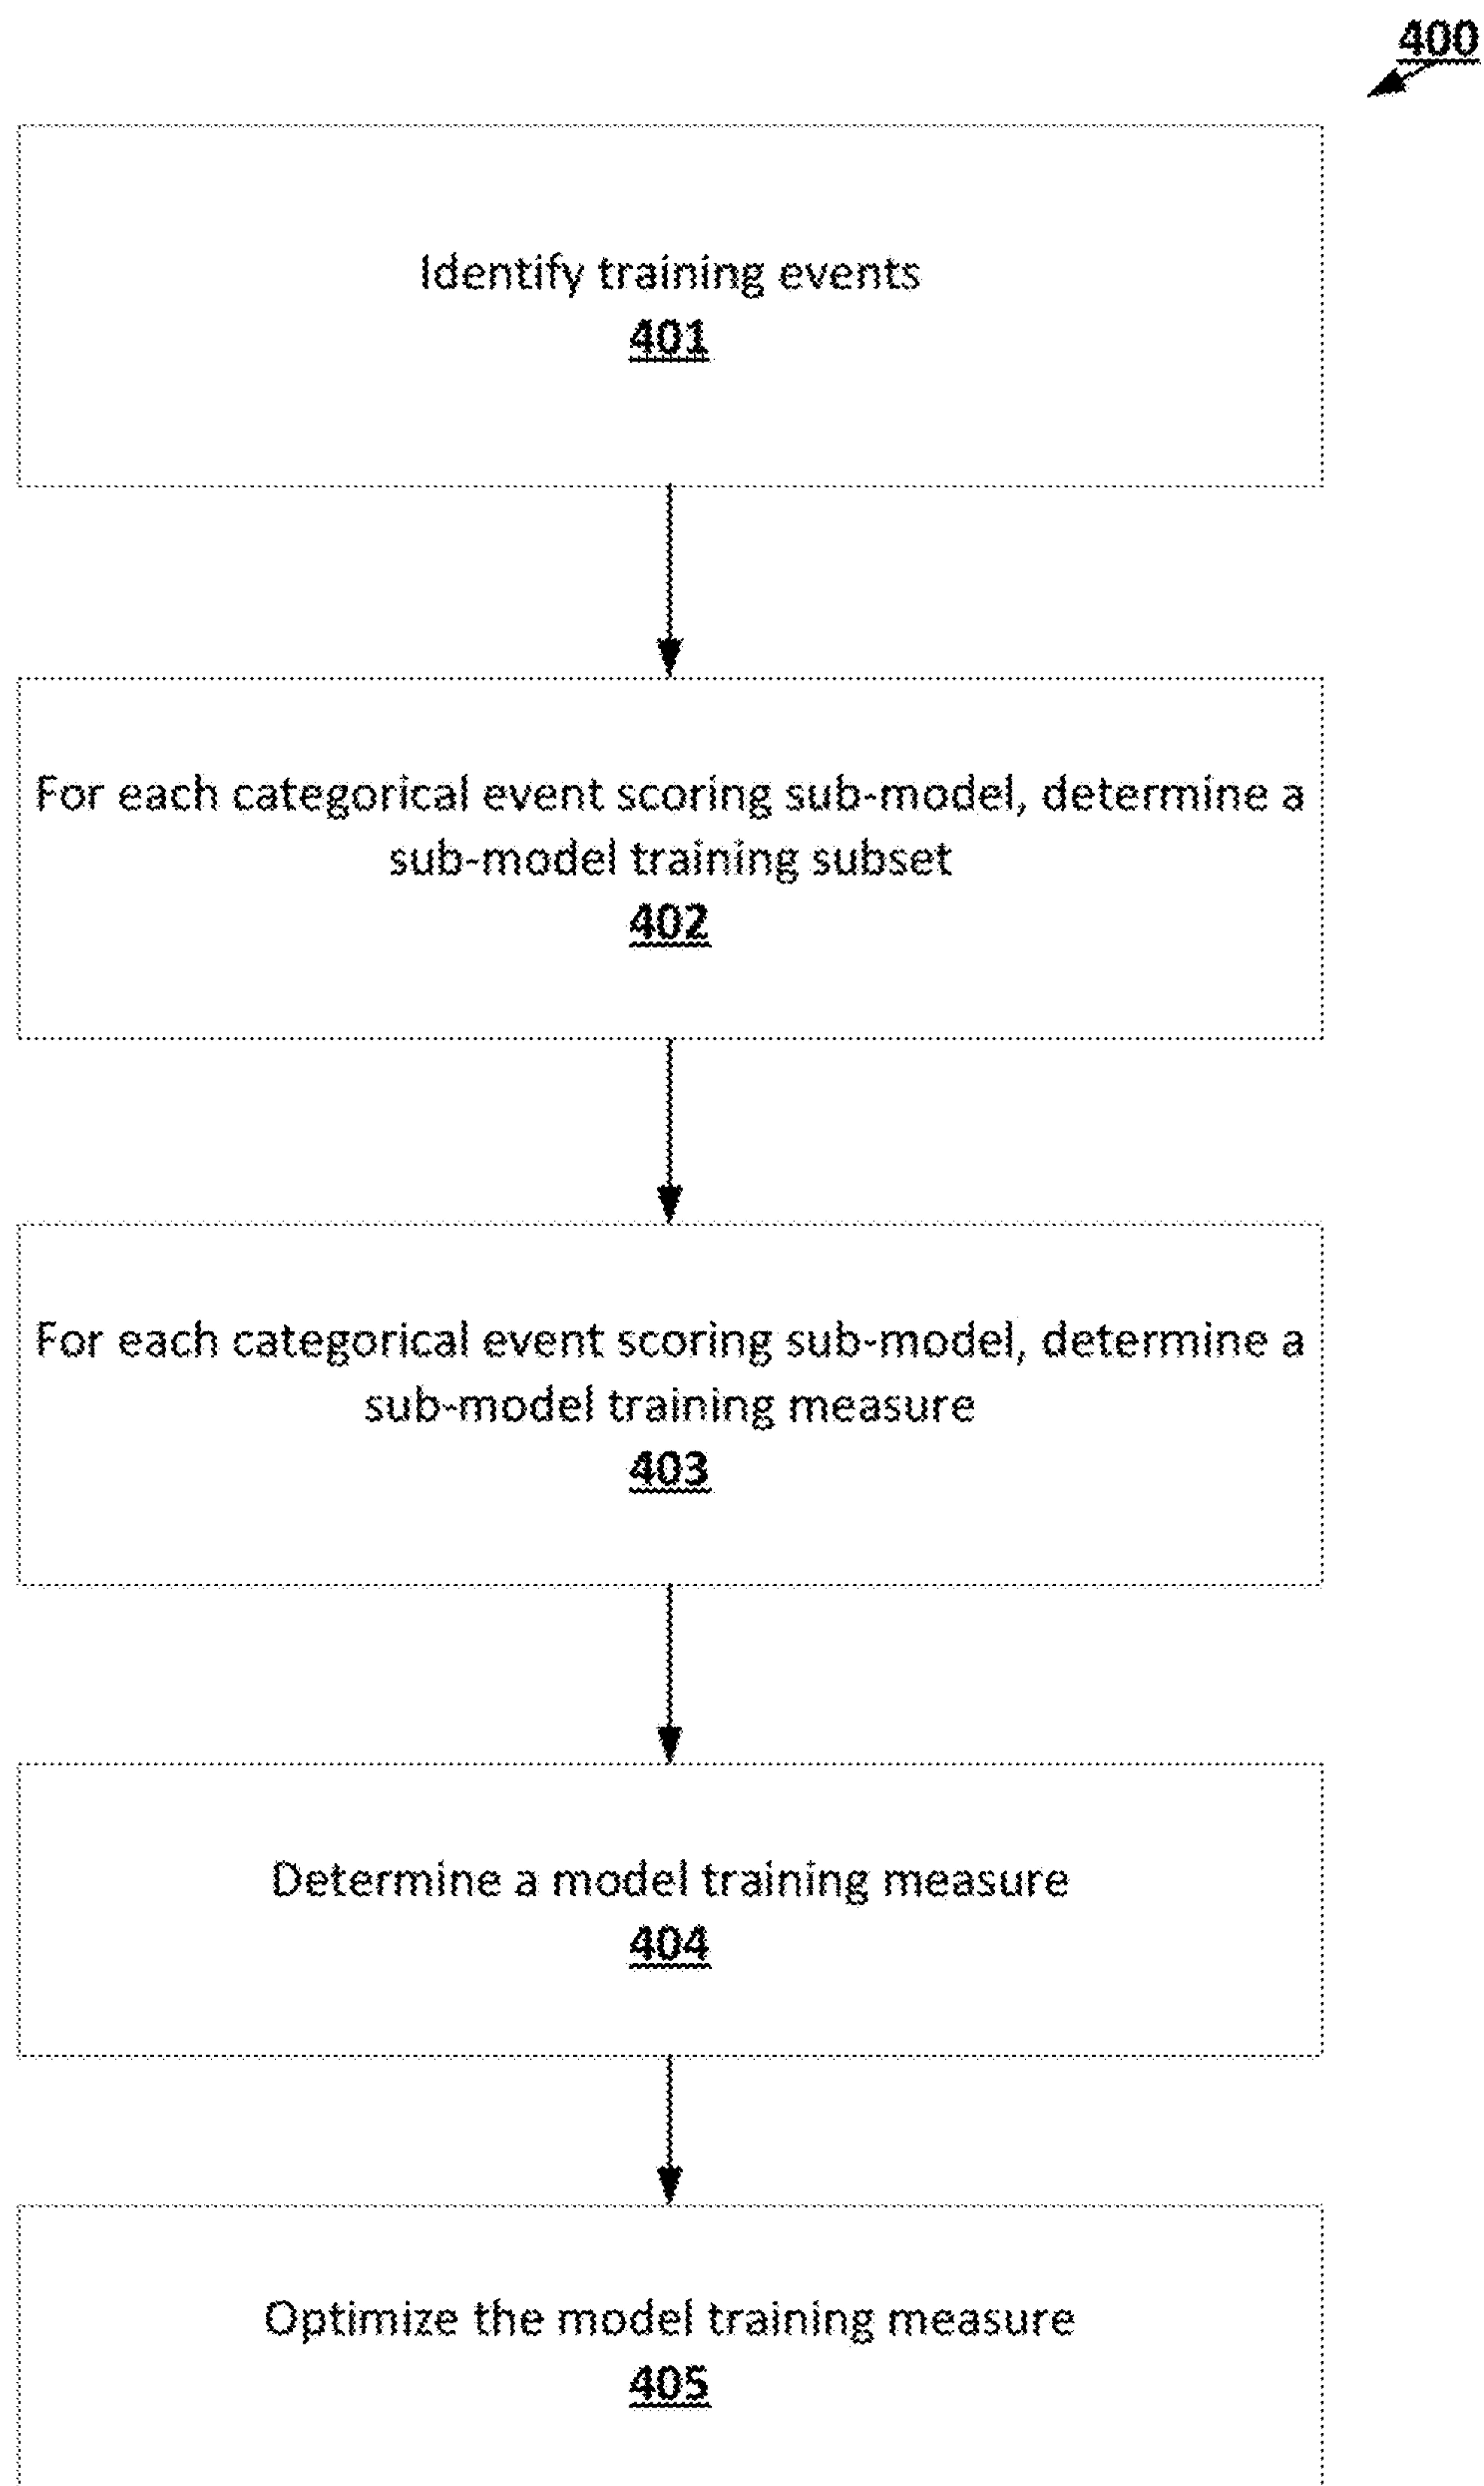 400
Identify training events
401
For each categorical event scoring sub-model, determine a
sub-model training subset
402
For each categorical event scoring sub-model, determine a
sub-model training measure
403
Determine a model training measure
404
Optimize the model training measure
405